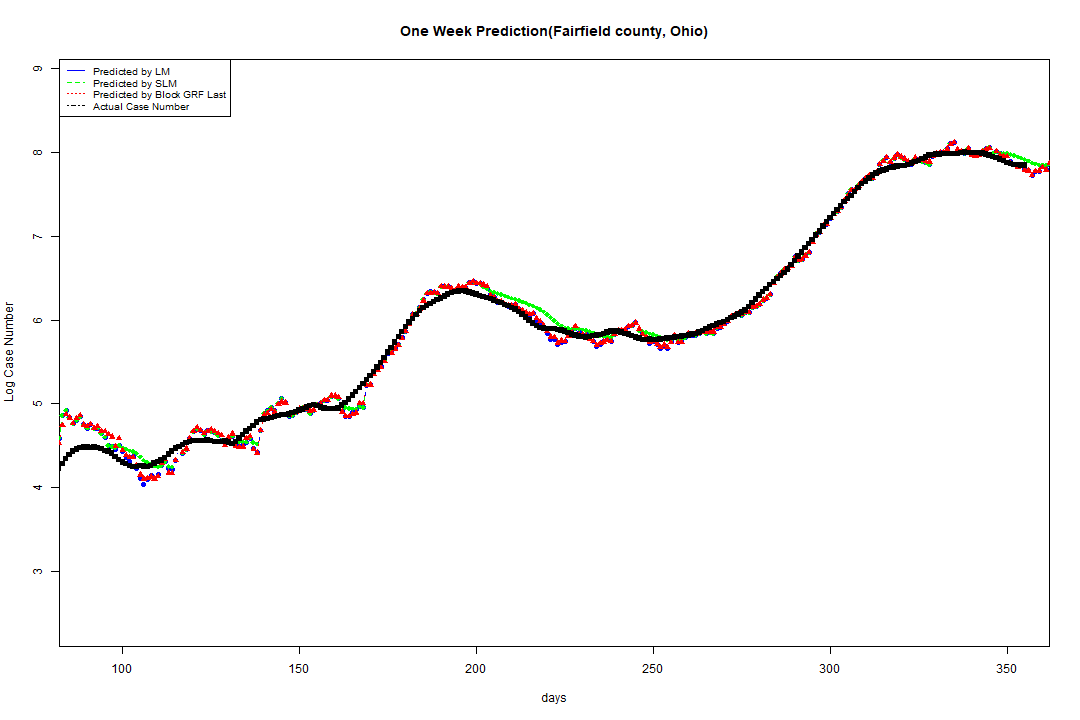 One Week Prediction(Fairfield county, Ohio)
Predicted by LM
Predicted by SLM
Predicted by Block GRF Last
Actual Case Number
9
8
7
6
5
4
3
Log Case Number
100 150 200 250 300 350
days